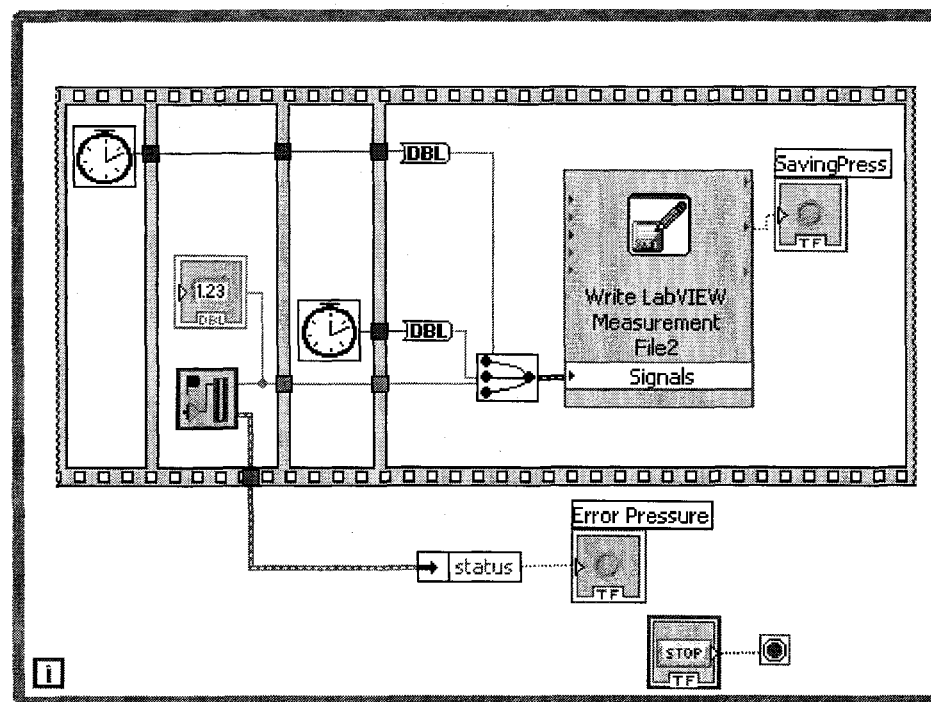 DBL
SavingPress
TF
1.23
DBL
Write LabVIEW
Measurement
File2
DBL
Signals
Error Pressure
status
TF
STOP
TF
i